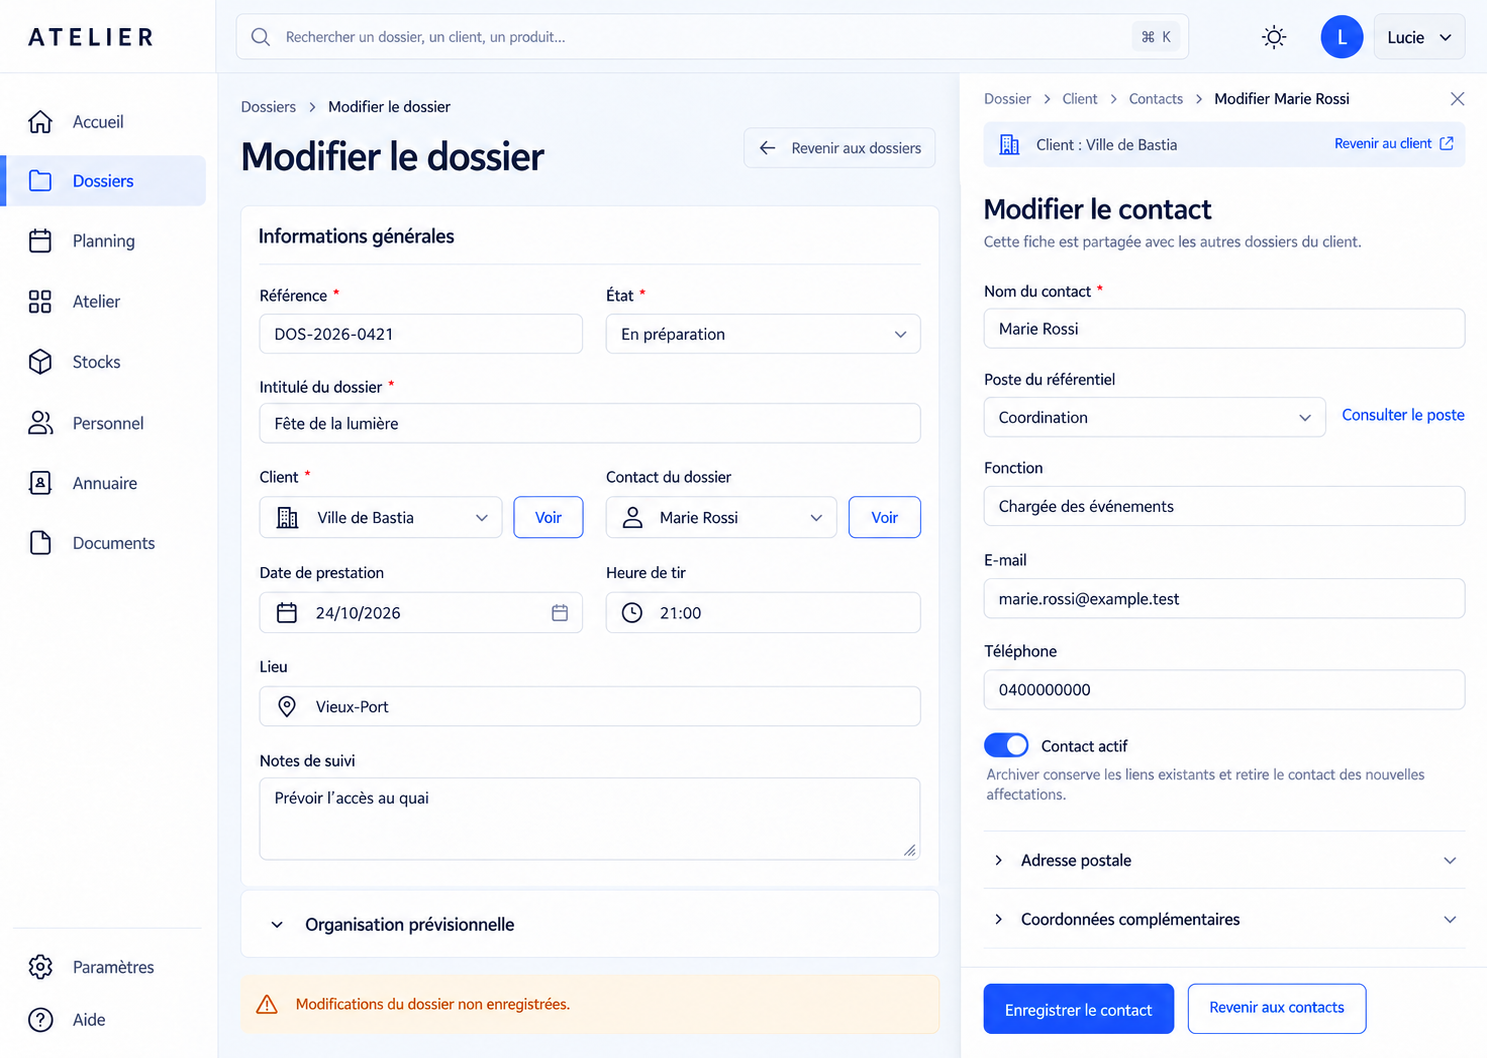 ATELIER
Rechercher un dossier, un client, un produit...
⌘ K
L
Lucie
Accueil
Dossiers
Planning
Atelier
Stocks
Personnel
Annuaire
Documents
Paramètres
Aide
Dossiers > Modifier le dossier
Modifier le dossier
Revenir aux dossiers
Informations générales
Référence *
DOS-2026-0421
État *
En préparation
Intitulé du dossier *
Fête de la lumière
Client *
Ville de Bastia
Voir
Contact du dossier
Marie Rossi
Voir
Date de prestation
24/10/2026
Heure de tir
21:00
Lieu
Vieux-Port
Notes de suivi
Prévoir l'accès au quai
Organisation prévisionnelle
Modifications du dossier non enregistrées.
Dossier > Client > Contacts > Modifier Marie Rossi
Client : Ville de Bastia
Revenir au client
Modifier le contact
Cette fiche est partagée avec les autres dossiers du client.
Nom du contact *
Marie Rossi
Poste du référentiel
Coordination
Consulter le poste
Fonction
Chargée des événements
E-mail
marie.rossi@example.test
Téléphone
0400000000
Contact actif
Archiver conserve les liens existants et retire le contact des nouvelles
affectations.
Adresse postale
Coordonnées complémentaires
Enregistrer le contact
Revenir aux contacts